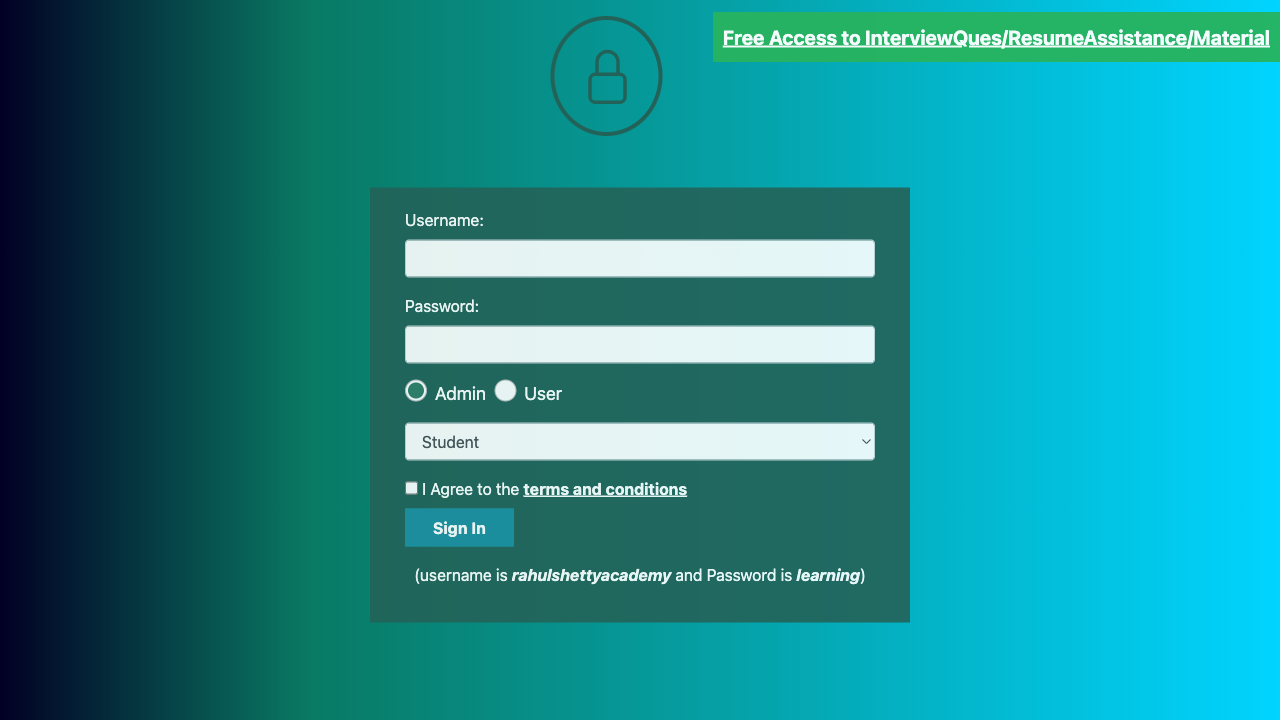 Free Access to InterviewQues/ResumeAssistance/Material
Username:
Password:
Admin User
Student
I Agree to the terms and conditions
Sign In
(username is rahulshettyacademy and Password is learning)